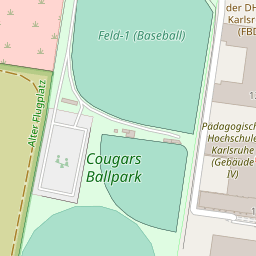 der DH
Karlsr
(FBD
Feld-1 (Baseball)
Alter Flugplatz
Pädagogisch
Hochschule
Karlsruhe
(Gebäude
IV)
Cougars
Ballpark